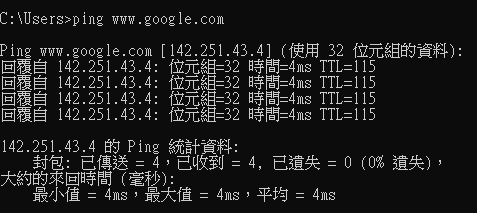 C:\Users>ping www.google.com
Ping www.google.com [142.251.43.4] (使用 32 位元組的資料):
回覆自 142.251.43.4: 位元組=32 時間=4ms TTL=115
回覆自 142.251.43.4: 位元組=32 時間=4ms TTL=115
回覆自 142.251.43.4: 位元組=32 時間=4ms TTL=115
回覆自 142.251.43.4: 位元組=32 時間=4ms TTL=115
142.251.43.4 的 Ping 統計資料:
封包: 已傳送 = 4，已收到 = 4, 已遺失 = 0 (0% 遺失)，
大約的來回時間 (毫秒):
最小值 = 4ms，最大值 = 4ms，平均 = 4ms